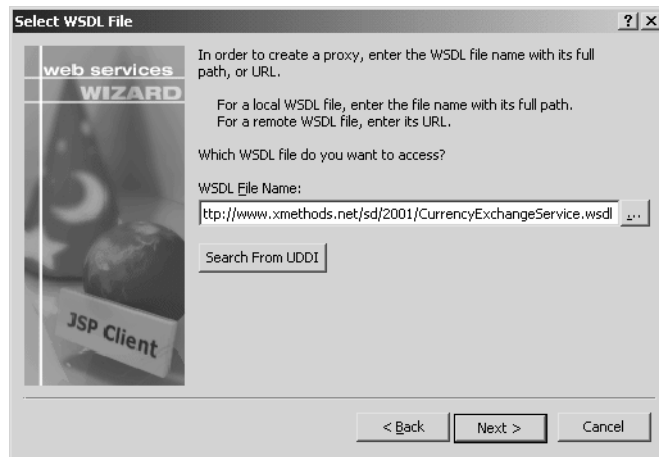 Select WSDL File
? X
web services
WIZARD
JSP Client
In order to create a proxy, enter the WSDL file name with its full
path, or URL.
For a local WSDL file, enter the file name with its full path.
For a remote WSDL file, enter its URL.
Which WSDL file do you want to access?
WSDL File Name:
ttp://www.xmethods.net/sd/2001/CurrencyExchangeService.wsdl ...
Search From UDDI
< Back Next > Cancel